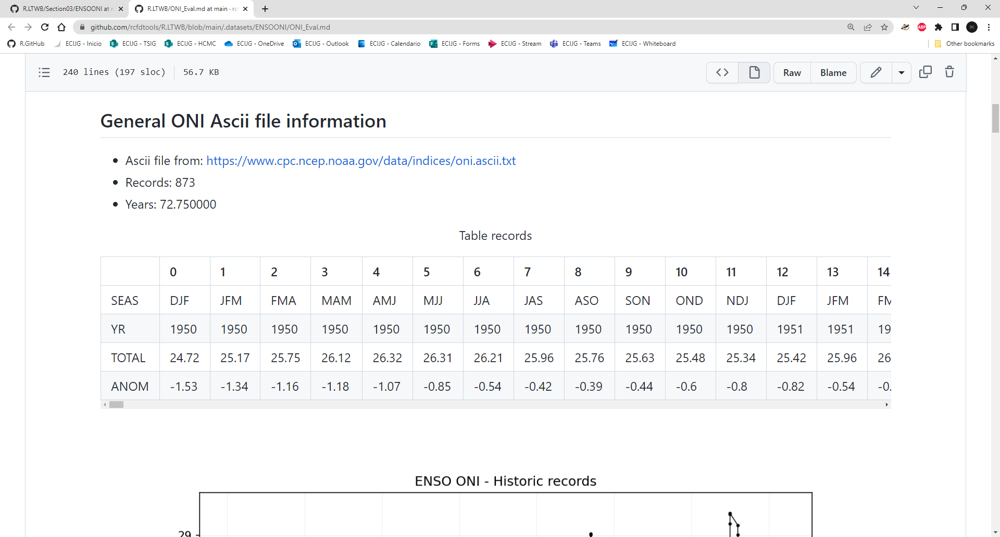 R.LTWB/Section03/ENSOONI at
R.LTWB/ONI_Eval.md at main · rcf
github.com/rcfdtools/R.LTWB/blob/main/.datasets/ENSOONI/ONI_Eval.md
ABP
R.GitHub ECIJG - Inicio ECIJG - TSIG ECIJG - HCMC ECIJG - OneDrive ECIJG - Outlook ECIJG - Calendario ECIJG - Forms ECIJG - Stream ECIJG - Teams ECIJG - Whiteboard Other bookmarks
240 lines (197 sloc) 56.7 KB Raw Blame
General ONI Ascii file information
Ascii file from: https://www.cpc.ncep.noaa.gov/data/indices/oni.ascii.txt
Records: 873
Years: 72.750000
Table records
0 1 2 3 4 5 6 7 8 9 10 11 12 13 14
SEAS DJF JFM FMA MAM AMJ MJJ JJA JAS ASO SON OND NDJ DJF JFM FM
YR 1950 1950 1950 1950 1950 1950 1950 1950 1950 1950 1950 1950 1951 1951 19
TOTAL 24.72 25.17 25.75 26.12 26.32 26.31 26.21 25.96 25.76 25.63 25.48 25.34 25.42 25.96 26
ANOM -1.53 -1.34 -1.16 -1.18 -1.07 -0.85 -0.54 -0.42 -0.39 -0.44 -0.6 -0.8 -0.82 -0.54 -0.
ENSO ONI - Historic records
29